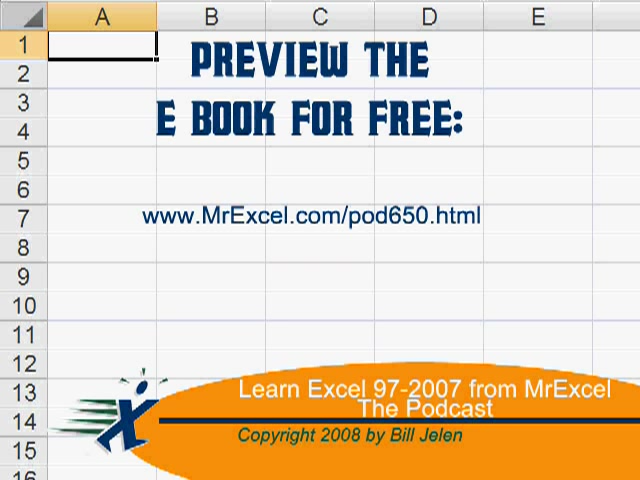 A B C D E
1
PREVIEW THE
2
3
E BOOK FOR FREE:
4
5
6
7
www.MrExcel.com/pod650.html
8
9
10
11
12
13
Learn Excel 97-2007 from MrExcel
The Podcast
14
Copyright 2008 by Bill Jelen
15
16